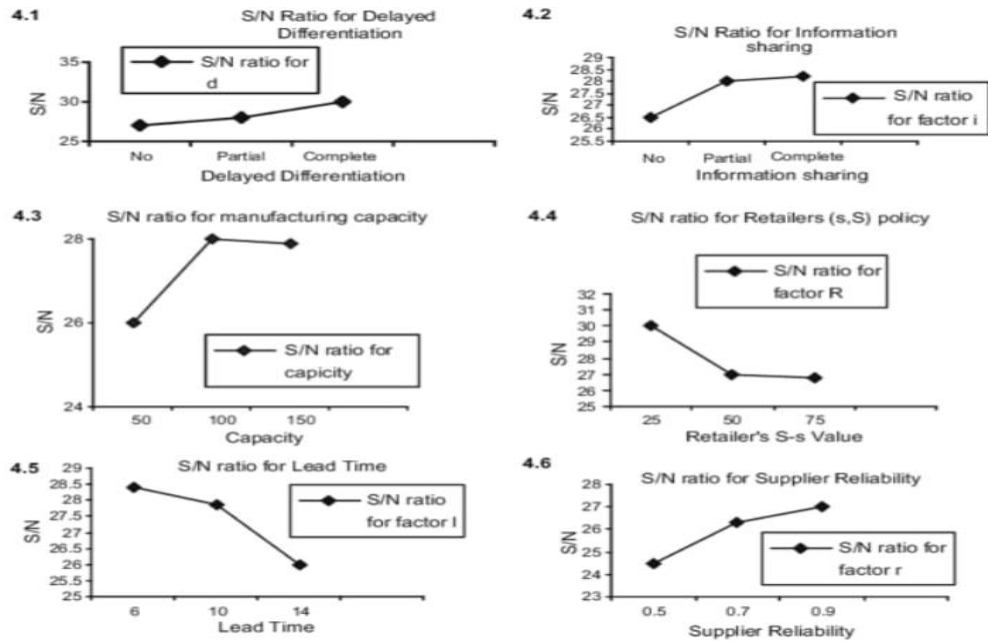 4.1
S/N Ratio for Delayed
Differentiation
35
30
25
S/N
S/N ratio for
d
No Partial Complete
Delayed Differentiation
4.2
S/N Ratio for Information
sharing
29
28.5
28
27.5
27
26.5
26
25.5
S/N
S/N ratio
for factor i
No Partial Complete
Information sharing
4.3
S/N ratio for manufacturing capacity
28
26
24
S/N
S/N ratio for
capicity
50 100 150
Capacity
4.4
S/N ratio for Retailers (s,S) policy
S/N ratio for
factor R
32
31
30
29
28
27
26
25
S/N
25 50 75
Retailer's S-s Value
4.5
S/N ratio for Lead Time
29
28.5
28
27.5
27
26.5
26
25.5
25
S/N
S/N ratio
for factor l
6 10 14
Lead Time
4.6
S/N ratio for Supplier Reliability
28
27
26
25
24
23
S/N
S/N ratio for
factor r
0.5 0.7 0.9
Supplier Reliability